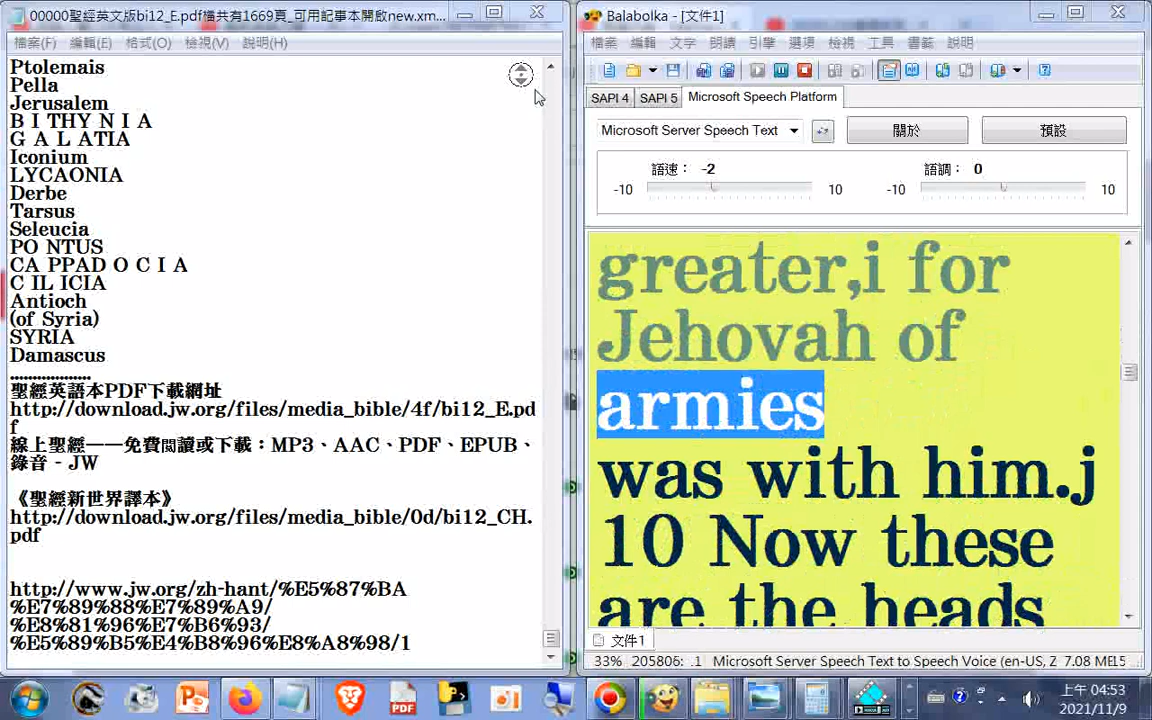 00000聖經英文版bi12_E.pdf檔共有1669頁_可用記事本開啟new.xm...
檔案(F) 編輯(E) 格式(O) 檢視(V) 說明(H)
Ptolemais
Pella
Jerusalem
B I THY N I A
G A L ATIA
Iconium
LYCAONIA
Derbe
Tarsus
Seleucia
PO NTUS
CA PPAD O C I A
C IL ICIA
Antioch
(of Syria)
SYRIA
Damascus
..................
聖經英語本PDF下載網址
http://download.jw.org/files/media_bible/4f/bi12_E.pd
f
線上聖經——免費閱讀或下載：MP3、AAC、PDF、EPUB、
錄音 - JW
《聖經新世界譯本》
http://download.jw.org/files/media_bible/0d/bi12_CH.
pdf
http://www.jw.org/zh-hant/%E5%87%BA
%E7%89%88%E7%89%A9/
%E8%81%96%E7%B6%93/
%E5%89%B5%E4%B8%96%E8%A8%98/1
Balabolka - [文件1]
檔案 編輯 文字 朗讀 引擎 選項 檢視 工具 書籤 說明
SAPI 4 SAPI 5 Microsoft Speech Platform
Microsoft Server Speech Text 關於 預設
語速： -2 語調： 0
-10 10 -10 10
greater,i for
Jehovah of
armies
was with him.j
10 Now these
are the heads
文件1
33% 205806: .1 Microsoft Server Speech Text to Speech Voice (en-US, Z 7.08 ME
上午 04:53
2021/11/9